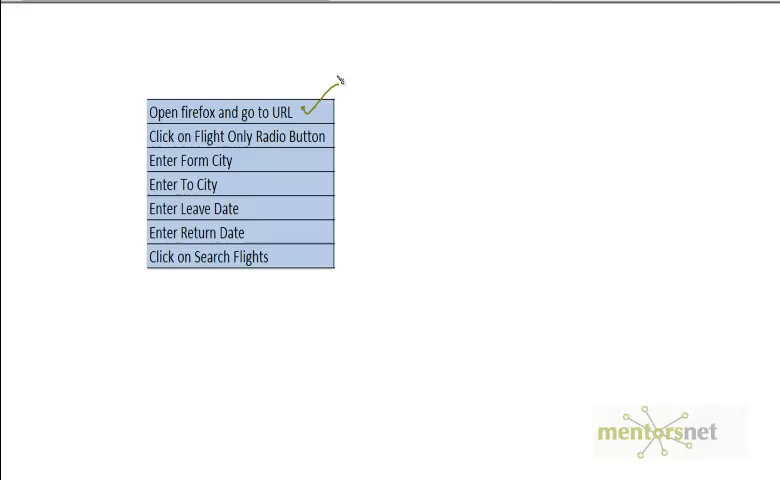 Open firefox and go to URL
Click on Flight Only Radio Button
Enter Form City
Enter To City
Enter Leave Date
Enter Return Date
Click on Search Flights
mentorsnet